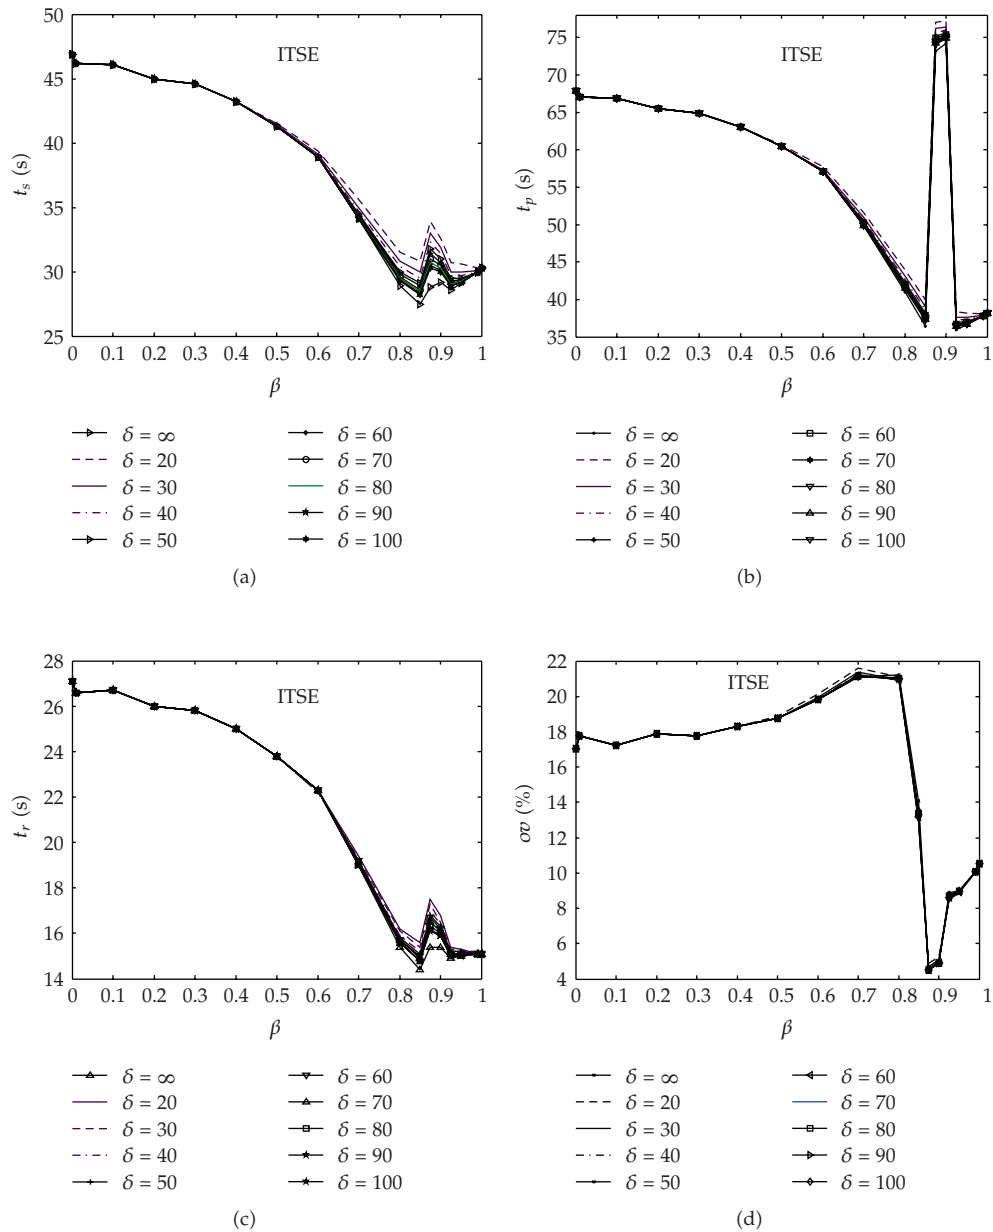 50
45
40
35
30
25
t_s (s)
ITSE
0 0.1 0.2 0.3 0.4 0.5 0.6 0.7 0.8 0.9 1
β
δ = ∞
δ = 20
δ = 30
δ = 40
δ = 50
δ = 60
δ = 70
δ = 80
δ = 90
δ = 100
(a)
75
70
65
60
55
50
45
40
35
t_p (s)
ITSE
0 0.1 0.2 0.3 0.4 0.5 0.6 0.7 0.8 0.9 1
β
δ = ∞
δ = 20
δ = 30
δ = 40
δ = 50
δ = 60
δ = 70
δ = 80
δ = 90
δ = 100
(b)
28
26
24
22
20
18
16
14
t_r (s)
ITSE
0 0.1 0.2 0.3 0.4 0.5 0.6 0.7 0.8 0.9 1
β
δ = ∞
δ = 20
δ = 30
δ = 40
δ = 50
δ = 60
δ = 70
δ = 80
δ = 90
δ = 100
(c)
22
20
18
16
14
12
10
8
6
4
ov (%)
ITSE
0 0.1 0.2 0.3 0.4 0.5 0.6 0.7 0.8 0.9 1
β
δ = ∞
δ = 20
δ = 30
δ = 40
δ = 50
δ = 60
δ = 70
δ = 80
δ = 90
δ = 100
(d)